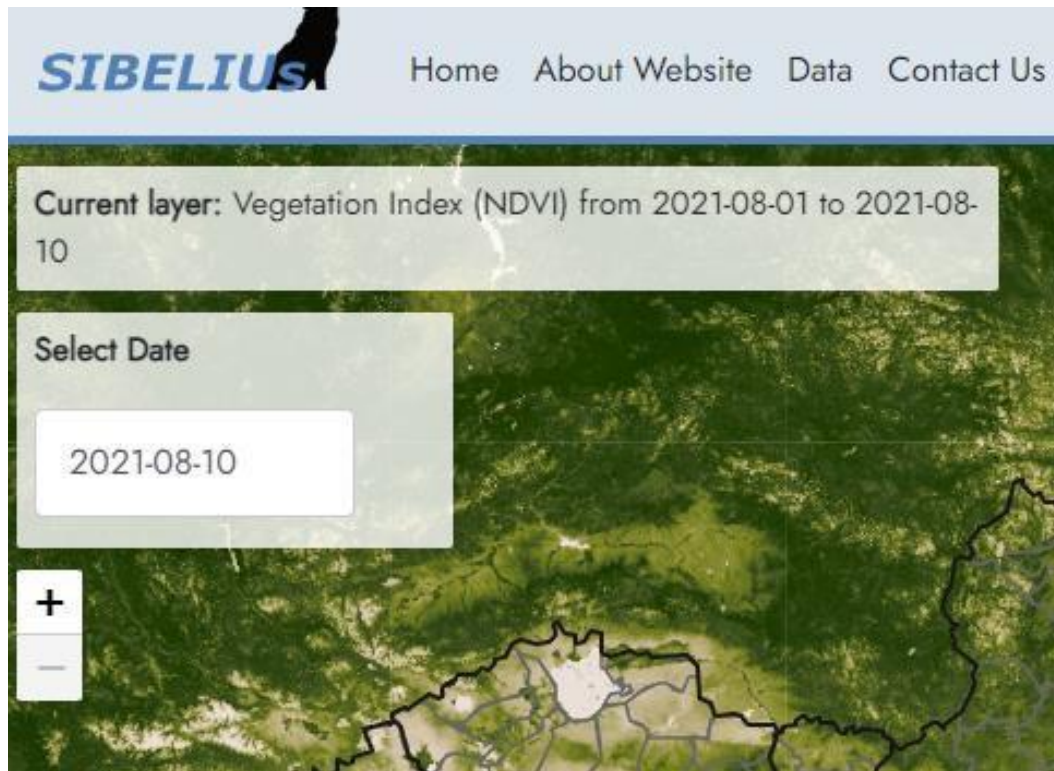 SIBELIUs
Home About Website Data Contact Us
Current layer: Vegetation Index (NDVI) from 2021-08-01 to 2021-08-
10
Select Date
2021-08-10
+
−